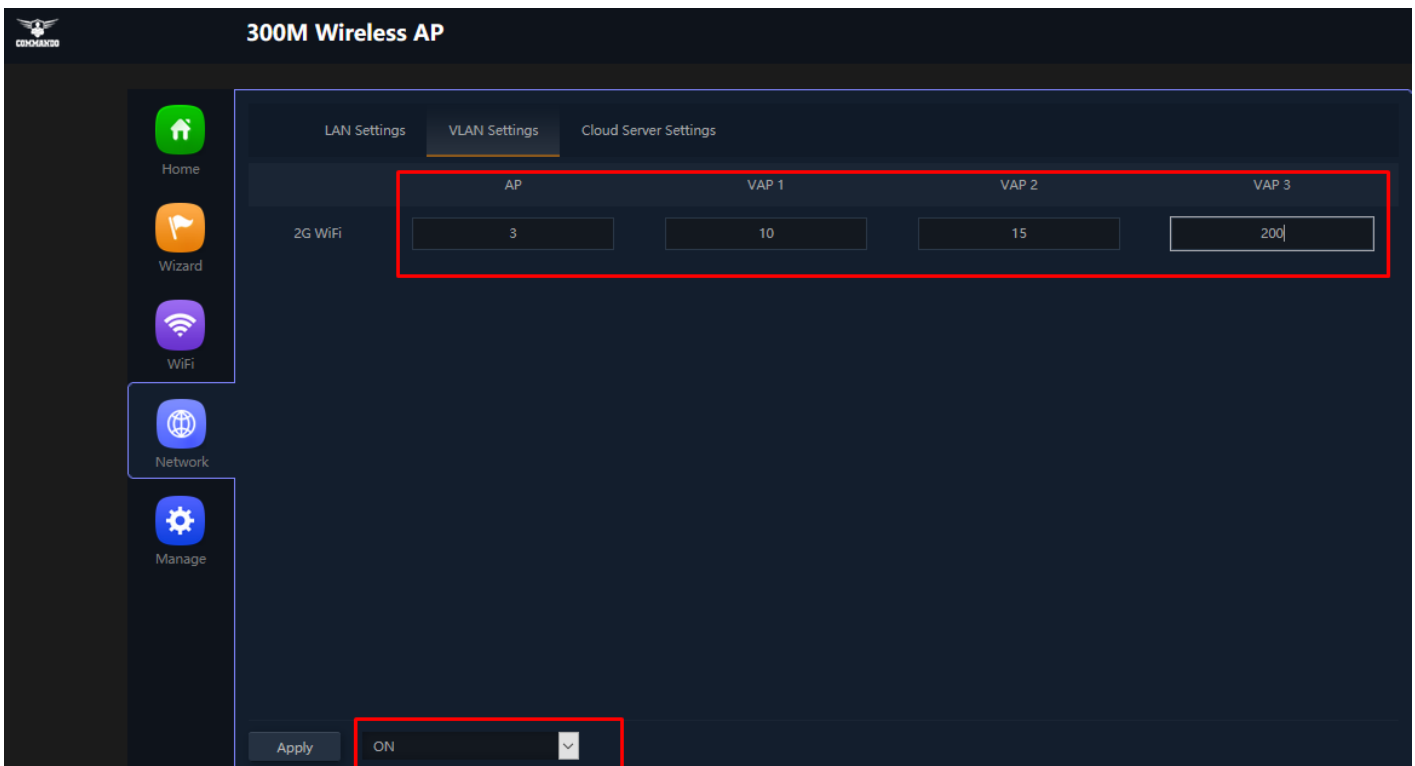 COMMANDO
300M Wireless AP
LAN Settings VLAN Settings Cloud Server Settings
Home
AP VAP 1 VAP 2 VAP 3
2G WiFi 3 10 15 200
Wizard
WiFi
Network
Manage
Apply ON